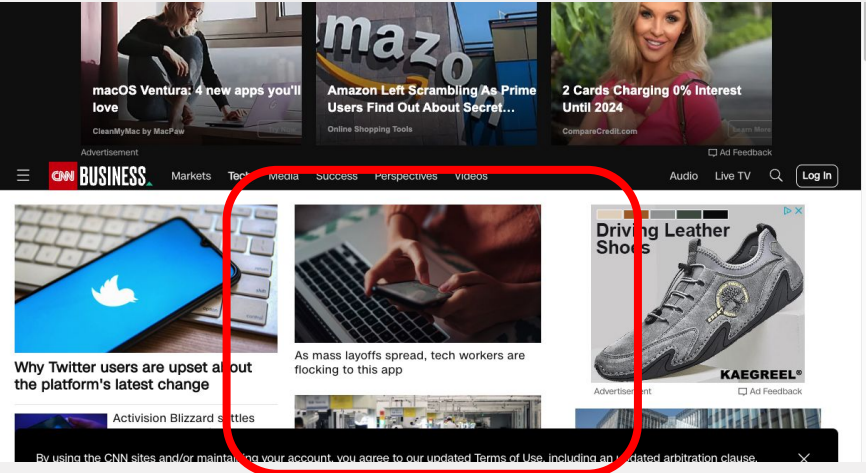 mazo
macOS Ventura: 4 new apps you'll
love
CleanMyMac by MacPaw
Amazon Left Scrambling As Prime
Users Find Out About Secret...
Online Shopping Tools
2 Cards Charging 0% Interest
Until 2024
CompareCredit.com
Learn More
Advertisement
Ad Feedback
CNN BUSINESS Markets Tech Media Success Perspectives Videos Audio Live TV Log In
Why Twitter users are upset about
the platform's latest change
Activision Blizzard settles
As mass layoffs spread, tech workers are
flocking to this app
Driving Leather
Shoes
KAEGREEL®
Advertisement
Ad Feedback
By using the CNN sites and/or maintaining your account, you agree to our updated Terms of Use, including an updated arbitration clause.